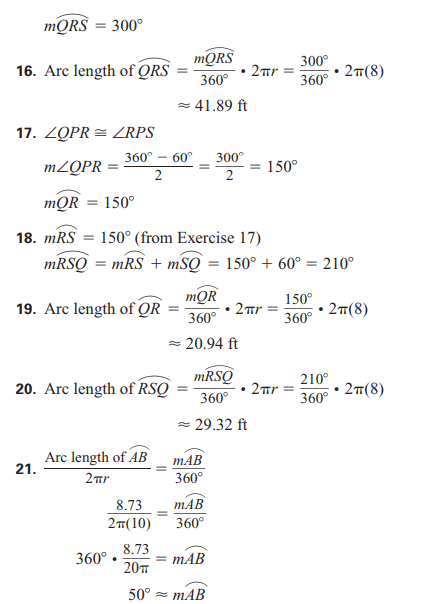 mQRS = 300°
16. Arc length of QRS = mQRS/360° • 2πr = 300°/360° • 2π(8)
≈ 41.89 ft
17. ∠QPR ≅ ∠RPS
m∠QPR = 360° − 60°/2 = 300°/2 = 150°
mQR = 150°
18. mRS = 150° (from Exercise 17)
mRSQ = mRS + mSQ = 150° + 60° = 210°
19. Arc length of QR = mQR/360° • 2πr = 150°/360° • 2π(8)
≈ 20.94 ft
20. Arc length of RSQ = mRSQ/360° • 2πr = 210°/360° • 2π(8)
≈ 29.32 ft
21. Arc length of AB/2πr = mAB/360°
8.73/2π(10) = mAB/360°
360° • 8.73/20π = mAB
50° ≈ mAB